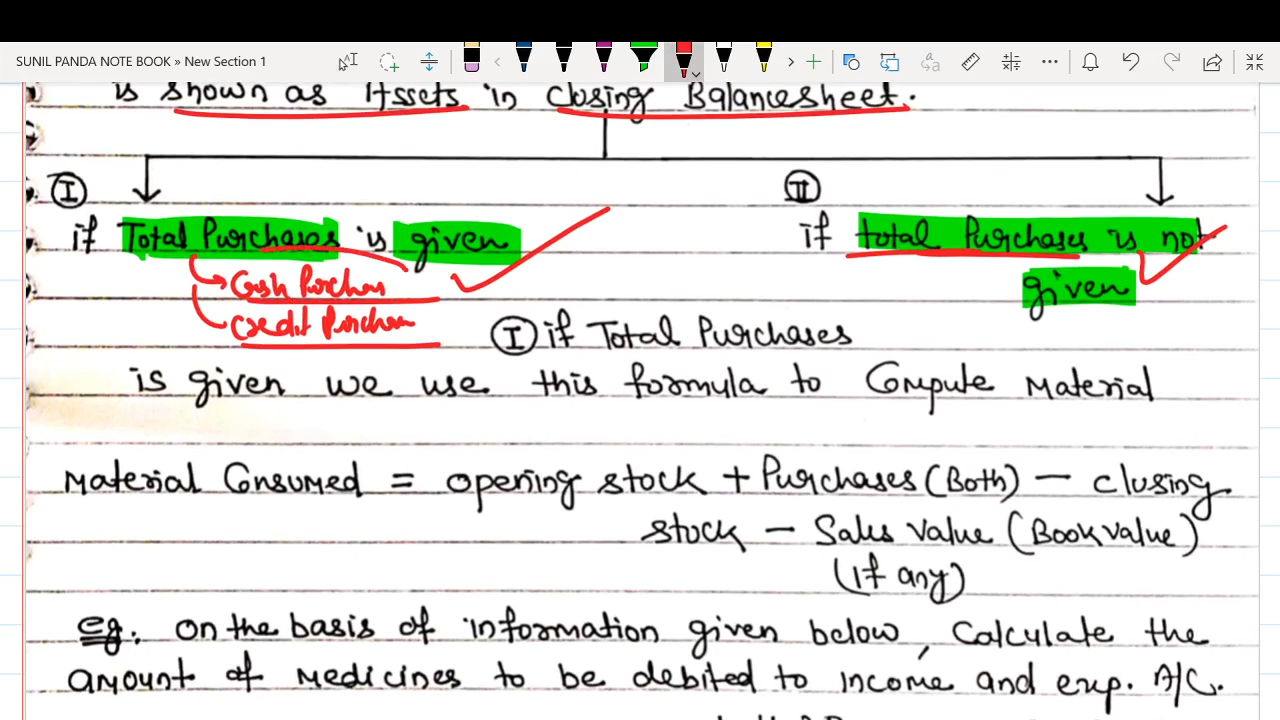 SUNIL PANDA NOTE BOOK » New Section 1
is shown as Assets in closing Balancesheet.
I
II
if Total Purchases is given
if total Purchases is not given
Cash Purchas
Credit Purchas
I if Total Purchases
is given we use this formula to Compute Material
Material Consumed = opening stock + Purchases (Both) - closing
stock - Sales Value (Book value)
(if any)
eg. on the basis of information given below, Calculate the
amount of medicines to be debited to income and exp. A/C.